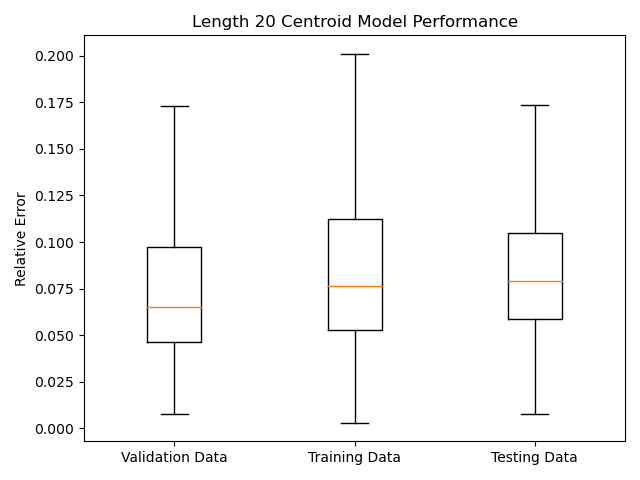 Length 20 Centroid Model Performance
Relative Error
0.200
0.175
0.150
0.125
0.100
0.075
0.050
0.025
0.000
Validation Data
Training Data
Testing Data